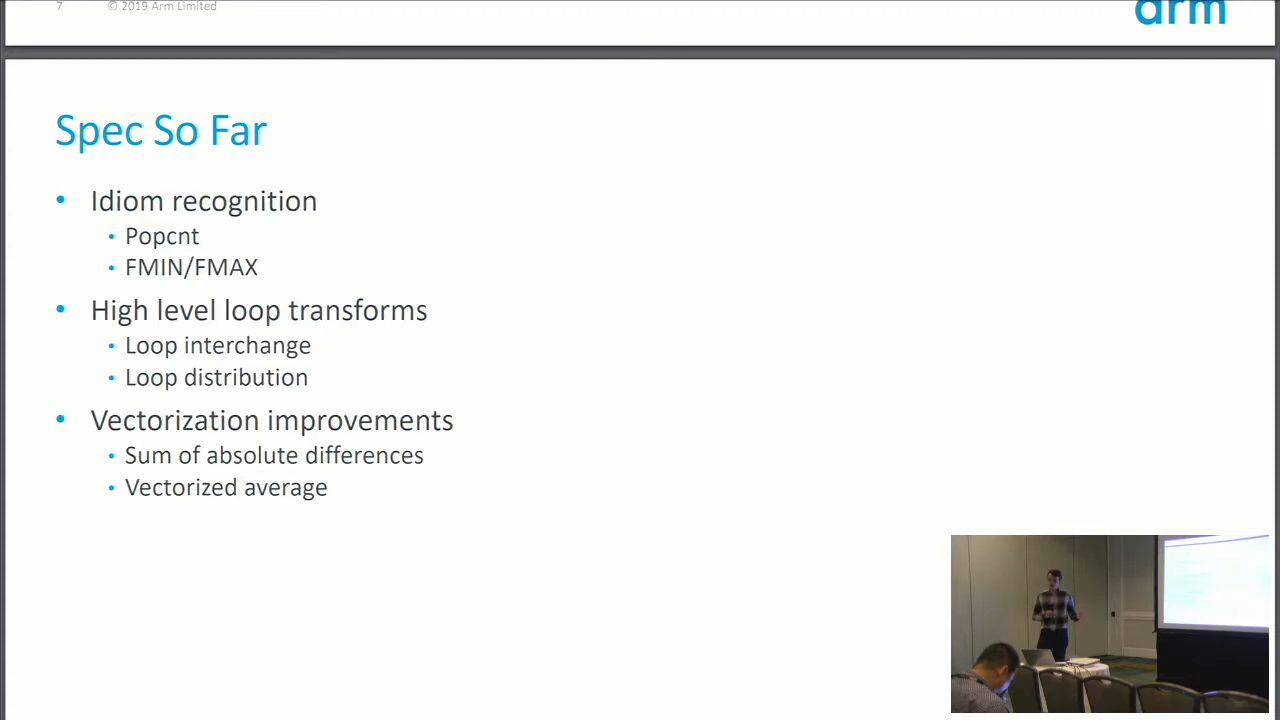 7 © 2019 Arm Limited
arm
Spec So Far
• Idiom recognition
• Popcnt
• FMIN/FMAX
• High level loop transforms
• Loop interchange
• Loop distribution
• Vectorization improvements
• Sum of absolute differences
• Vectorized average